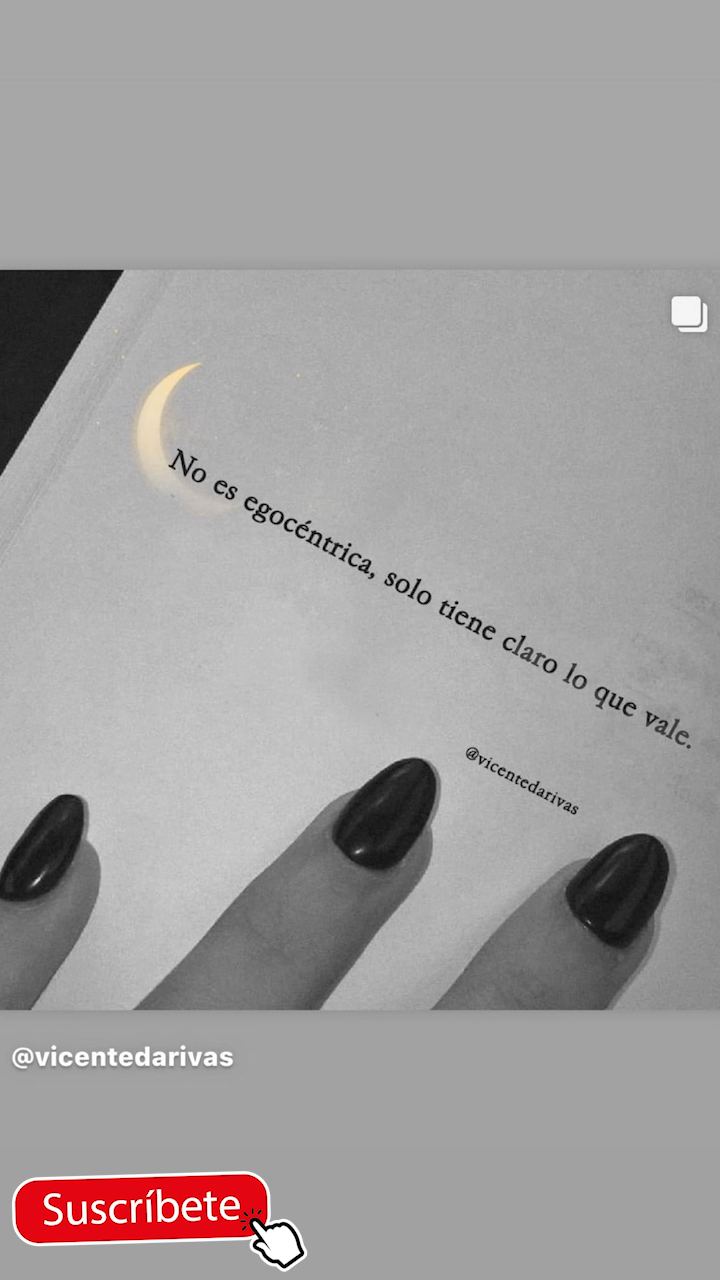 No es egocéntrica, solo tiene claro lo que vale.
@vicentedarivas
@vicentedarivas
Suscríbete